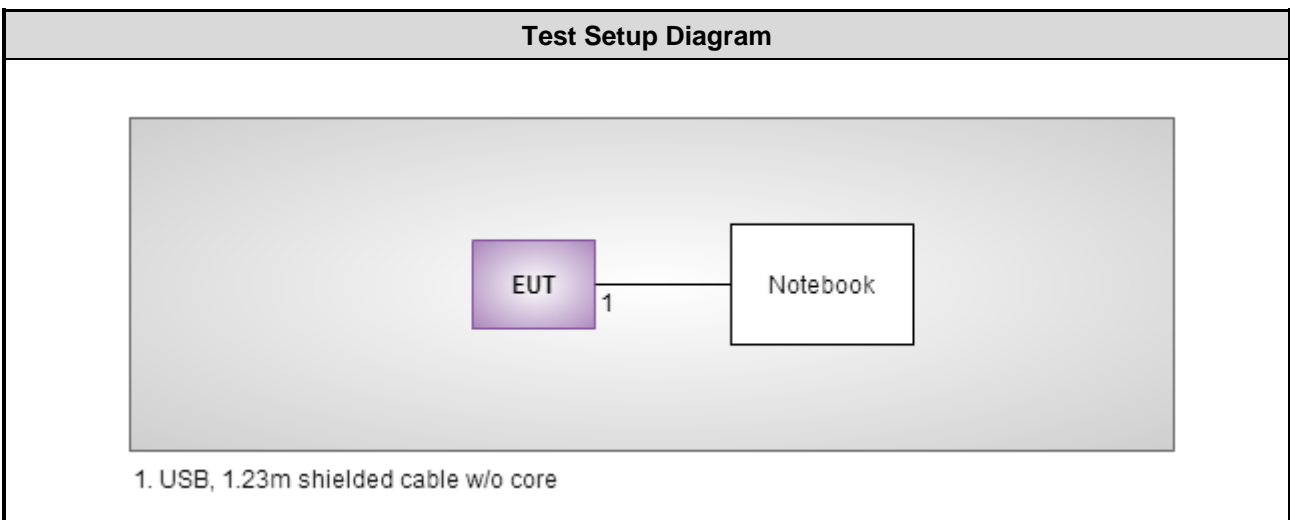 Test Setup Diagram
EUT
Notebook
1
1. USB, 1.23m shielded cable w/o core